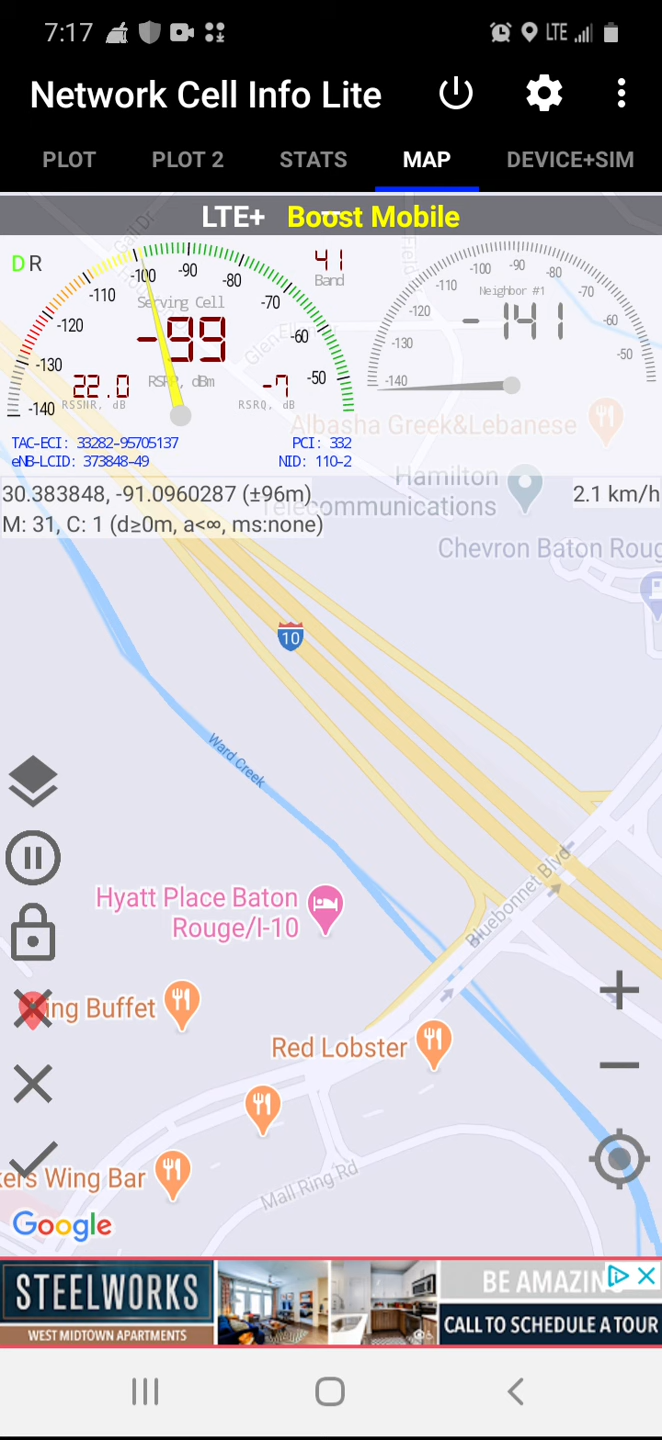 7:17 LTE
Network Cell Info Lite
PLOT PLOT 2 STATS MAP DEVICE+SIM
LTE+ Boost Mobile
D R
41
Band
-140 -130 -120 -110 -100 -90 -80 -70 -60 -50
Serving Cell
-99
RSRP, dBm
22.0
RSSNR, dB
-7
RSRQ, dB
-140 -130 -120 -110 -100 -90 -80 -70 -60 -50
Neighbor #1
-141
TAC-ECI: 33282-95705137 PCI: 332
eNB-LCID: 373848-49 NID: 110-2
Albasha Greek&Lebanese
30.383848, -91.0960287 (±96m) 2.1 km/h
M: 31, C: 1 (d≥0m, a<∞, ms:none)
Hamilton
Telecommunications
Chevron Baton Roug
10
Ward Creek
Bluebonnet Blvd
Hyatt Place Baton
Rouge/I-10
ing Buffet
Red Lobster
ers Wing Bar
Mall Ring Rd
Google
STEELWORKS
WEST MIDTOWN APARTMENTS
BE AMAZIN
CALL TO SCHEDULE A TOUR